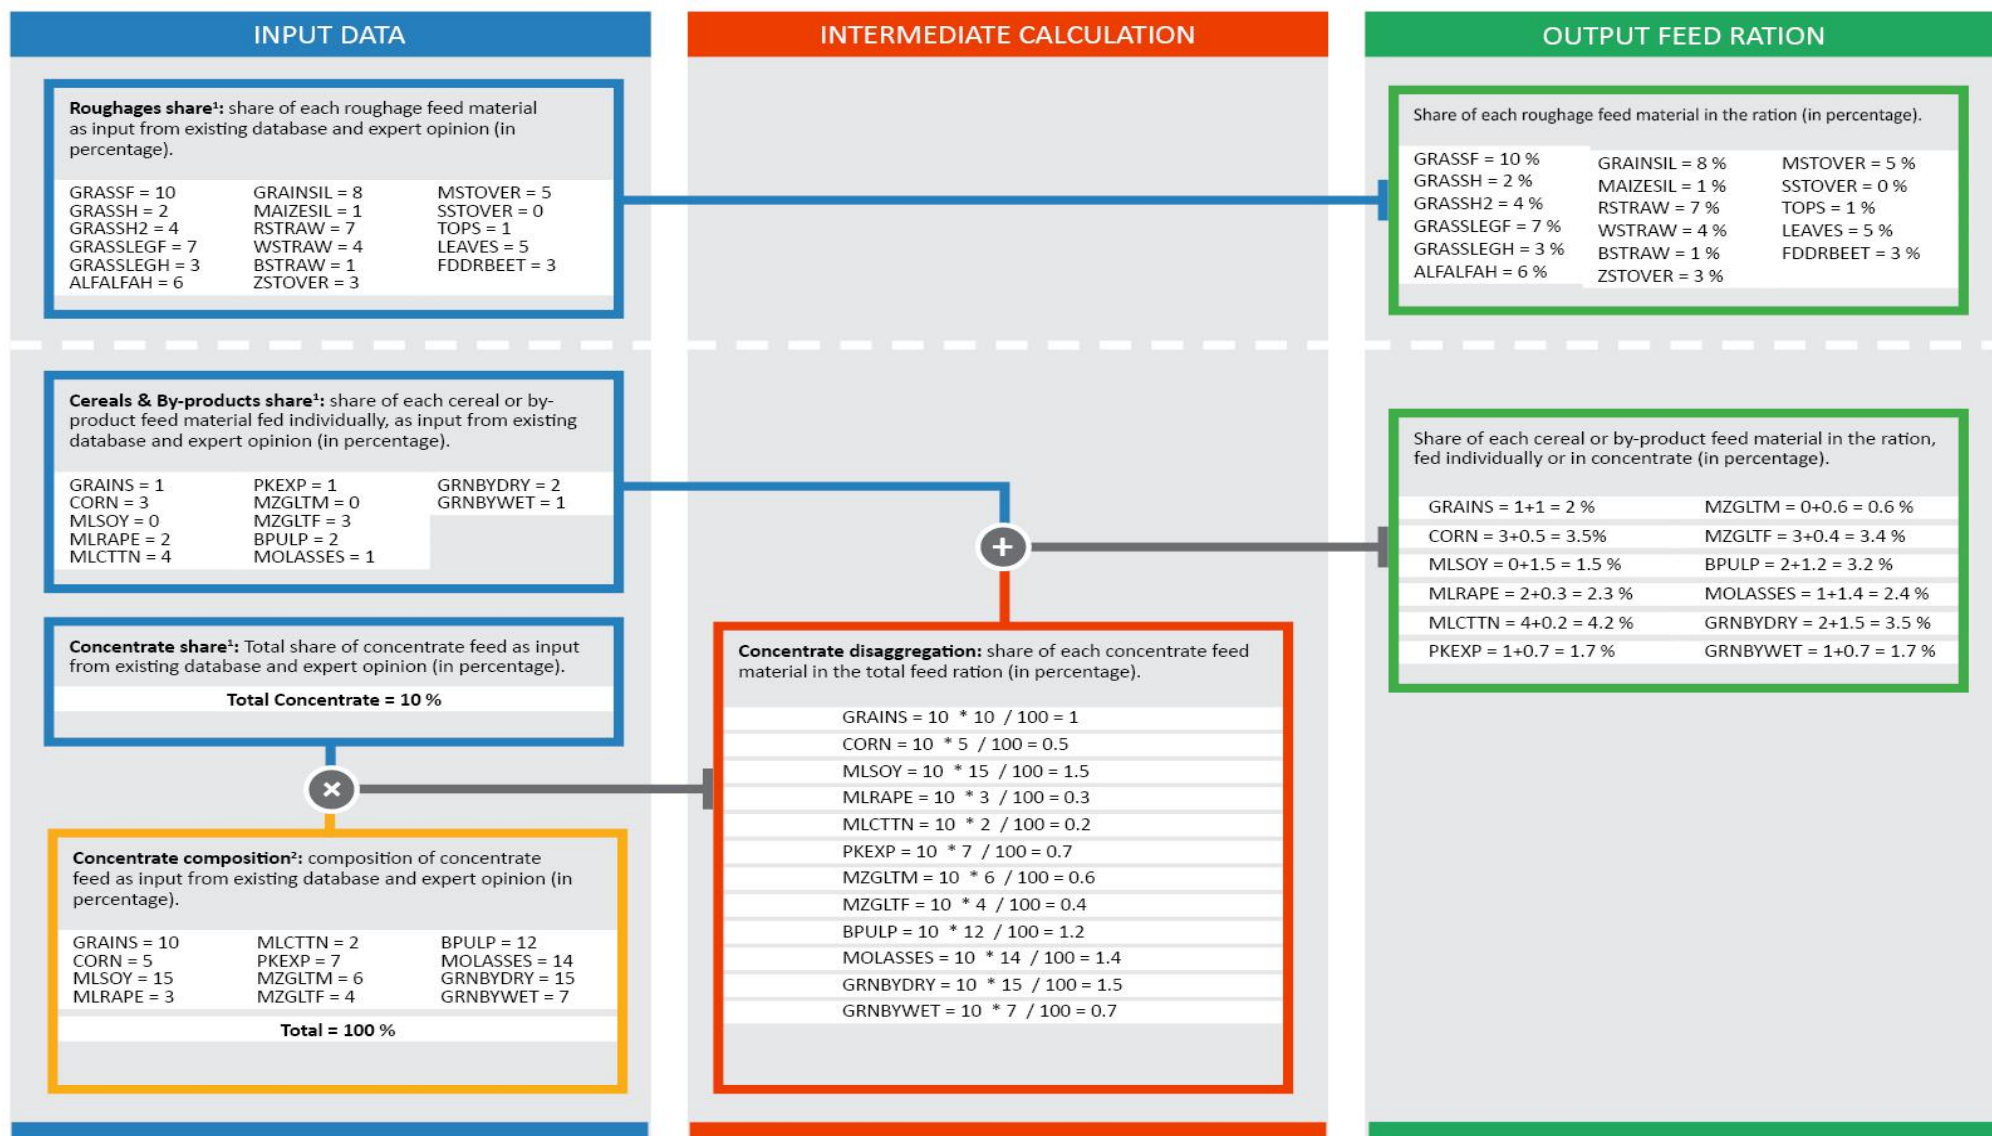 INPUT DATA
Roughages share¹: share of each roughage feed material
as input from existing database and expert opinion (in
percentage).
GRASSF = 10
GRASSH = 2
GRASSH2 = 4
GRASSLEGF = 7
GRASSLEGH = 3
ALFALFAH = 6
GRAINSIL = 8
MAIZESIL = 1
RSTRAW = 7
WSTRAW = 4
BSTRAW = 1
ZSTOVER = 3
MSTOVER = 5
SSTOVER = 0
TOPS = 1
LEAVES = 5
FDDRBEET = 3
Cereals & By-products share¹: share of each cereal or by-
product feed material fed individually, as input from existing
database and expert opinion (in percentage).
GRAINS = 1
CORN = 3
MLSOY = 0
MLRAPE = 2
MLCTTN = 4
PKEXP = 1
MZGLTM = 0
MZGLTF = 3
BPULP = 2
MOLASSES = 1
GRNBYDRY = 2
GRNBYWET = 1
Concentrate share¹: Total share of concentrate feed as input
from existing database and expert opinion (in percentage).
Total Concentrate = 10 %
×
Concentrate composition²: composition of concentrate
feed as input from existing database and expert opinion (in
percentage).
GRAINS = 10
CORN = 5
MLSOY = 15
MLRAPE = 3
MLCTTN = 2
PKEXP = 7
MZGLTM = 6
MZGLTF = 4
BPULP = 12
MOLASSES = 14
GRNBYDRY = 15
GRNBYWET = 7
Total = 100 %
INTERMEDIATE CALCULATION
+
Concentrate disaggregation: share of each concentrate feed
material in the total feed ration (in percentage).
GRAINS = 10 * 10 / 100 = 1
CORN = 10 * 5 / 100 = 0.5
MLSOY = 10 * 15 / 100 = 1.5
MLRAPE = 10 * 3 / 100 = 0.3
MLCTTN = 10 * 2 / 100 = 0.2
PKEXP = 10 * 7 / 100 = 0.7
MZGLTM = 10 * 6 / 100 = 0.6
MZGLTF = 10 * 4 / 100 = 0.4
BPULP = 10 * 12 / 100 = 1.2
MOLASSES = 10 * 14 / 100 = 1.4
GRNBYDRY = 10 * 15 / 100 = 1.5
GRNBYWET = 10 * 7 / 100 = 0.7
OUTPUT FEED RATION
Share of each roughage feed material in the ration (in percentage).
GRASSF = 10 %
GRASSH = 2 %
GRASSH2 = 4 %
GRASSLEGF = 7 %
GRASSLEGH = 3 %
ALFALFAH = 6 %
GRAINSIL = 8 %
MAIZESIL = 1 %
RSTRAW = 7 %
WSTRAW = 4 %
BSTRAW = 1 %
ZSTOVER = 3 %
MSTOVER = 5 %
SSTOVER = 0 %
TOPS = 1 %
LEAVES = 5 %
FDDRBEET = 3 %
Share of each cereal or by-product feed material in the ration,
fed individually or in concentrate (in percentage).
GRAINS = 1+1 = 2 %
CORN = 3+0.5 = 3.5%
MLSOY = 0+1.5 = 1.5 %
MLRAPE = 2+0.3 = 2.3 %
MLCTTN = 4+0.2 = 4.2 %
PKEXP = 1+0.7 = 1.7 %
MZGLTM = 0+0.6 = 0.6 %
MZGLTF = 3+0.4 = 3.4 %
BPULP = 2+1.2 = 3.2 %
MOLASSES = 1+1.4 = 2.4 %
GRNBYDRY = 2+1.5 = 3.5 %
GRNBYWET = 1+0.7 = 1.7 %